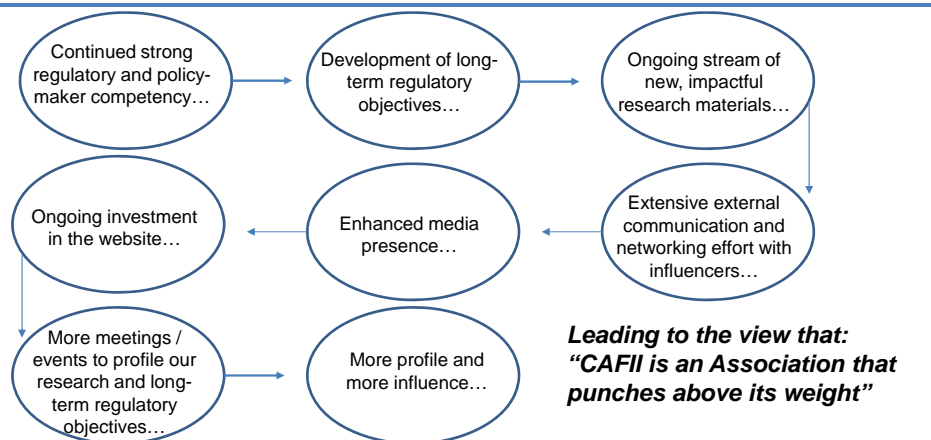 Continued strong
regulatory and policy-
maker competency…
Development of long-
term regulatory
objectives…
Ongoing stream of
new, impactful
research materials…
Extensive external
communication and
networking effort with
influencers…
Enhanced media
presence…
Ongoing investment
in the website…
More meetings /
events to profile our
research and long-
term regulatory
objectives…
More profile and
more influence…
Leading to the view that:
“CAFII is an Association that
punches above its weight”